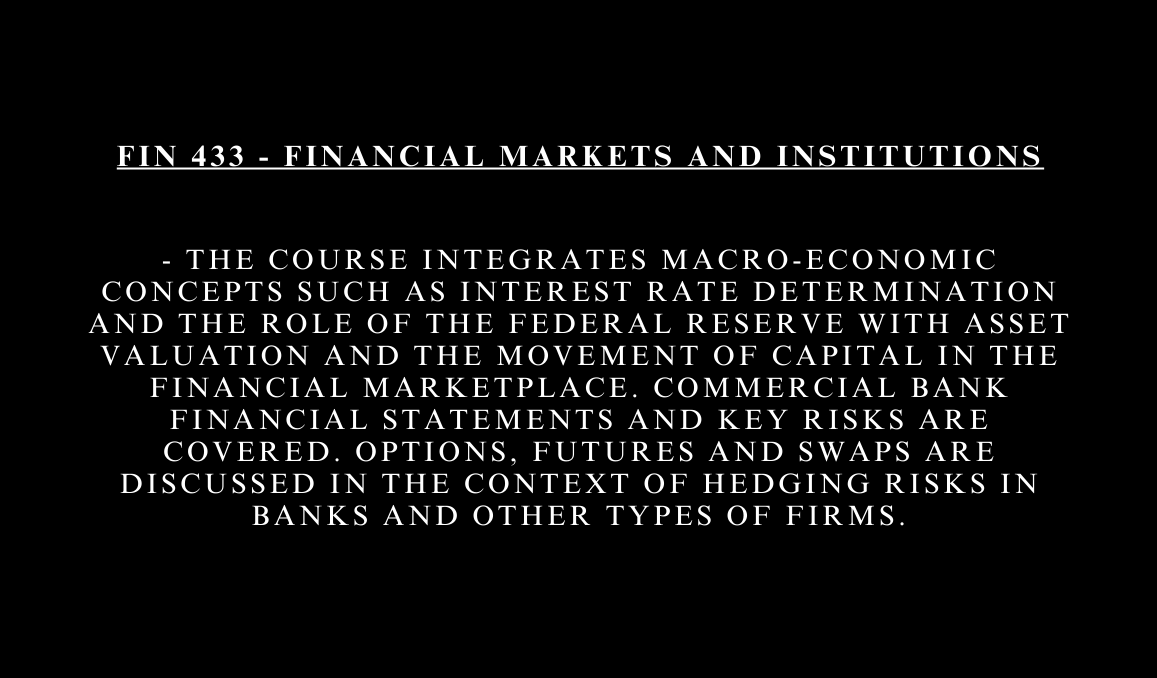 FIN 433 - FINANCIAL MARKETS AND INSTITUTIONS
- THE COURSE INTEGRATES MACRO-ECONOMIC
CONCEPTS SUCH AS INTEREST RATE DETERMINATION
AND THE ROLE OF THE FEDERAL RESERVE WITH ASSET
VALUATION AND THE MOVEMENT OF CAPITAL IN THE
FINANCIAL MARKETPLACE. COMMERCIAL BANK
FINANCIAL STATEMENTS AND KEY RISKS ARE
COVERED. OPTIONS, FUTURES AND SWAPS ARE
DISCUSSED IN THE CONTEXT OF HEDGING RISKS IN
BANKS AND OTHER TYPES OF FIRMS.